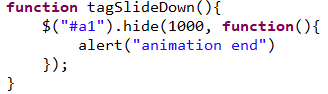 function tagSlideDown(){
    $("#a1").hide(1000, function(){
        alert("animation end")
    });
}